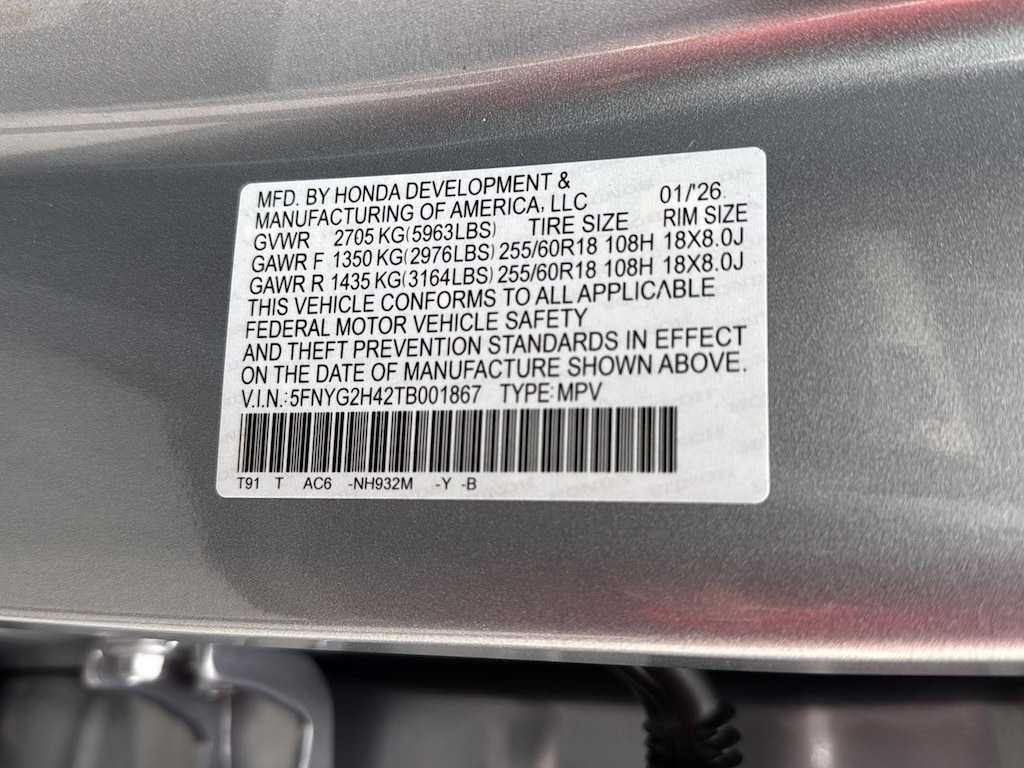 MFD. BY HONDA DEVELOPMENT &
MANUFACTURING OF AMERICA, LLC 01/'26.
GVWR 2705 KG(5963LBS) TIRE SIZE RIM SIZE
GAWR F 1350 KG(2976LBS) 255/60R18 108H 18X8.0J
GAWR R 1435 KG(3164LBS) 255/60R18 108H 18X8.0J
THIS VEHICLE CONFORMS TO ALL APPLICABLE
FEDERAL MOTOR VEHICLE SAFETY
AND THEFT PREVENTION STANDARDS IN EFFECT
ON THE DATE OF MANUFACTURE SHOWN ABOVE.
V.I.N.:5FNYG2H42TB001867 TYPE:MPV
T91 T AC6 -NH932M -Y -B